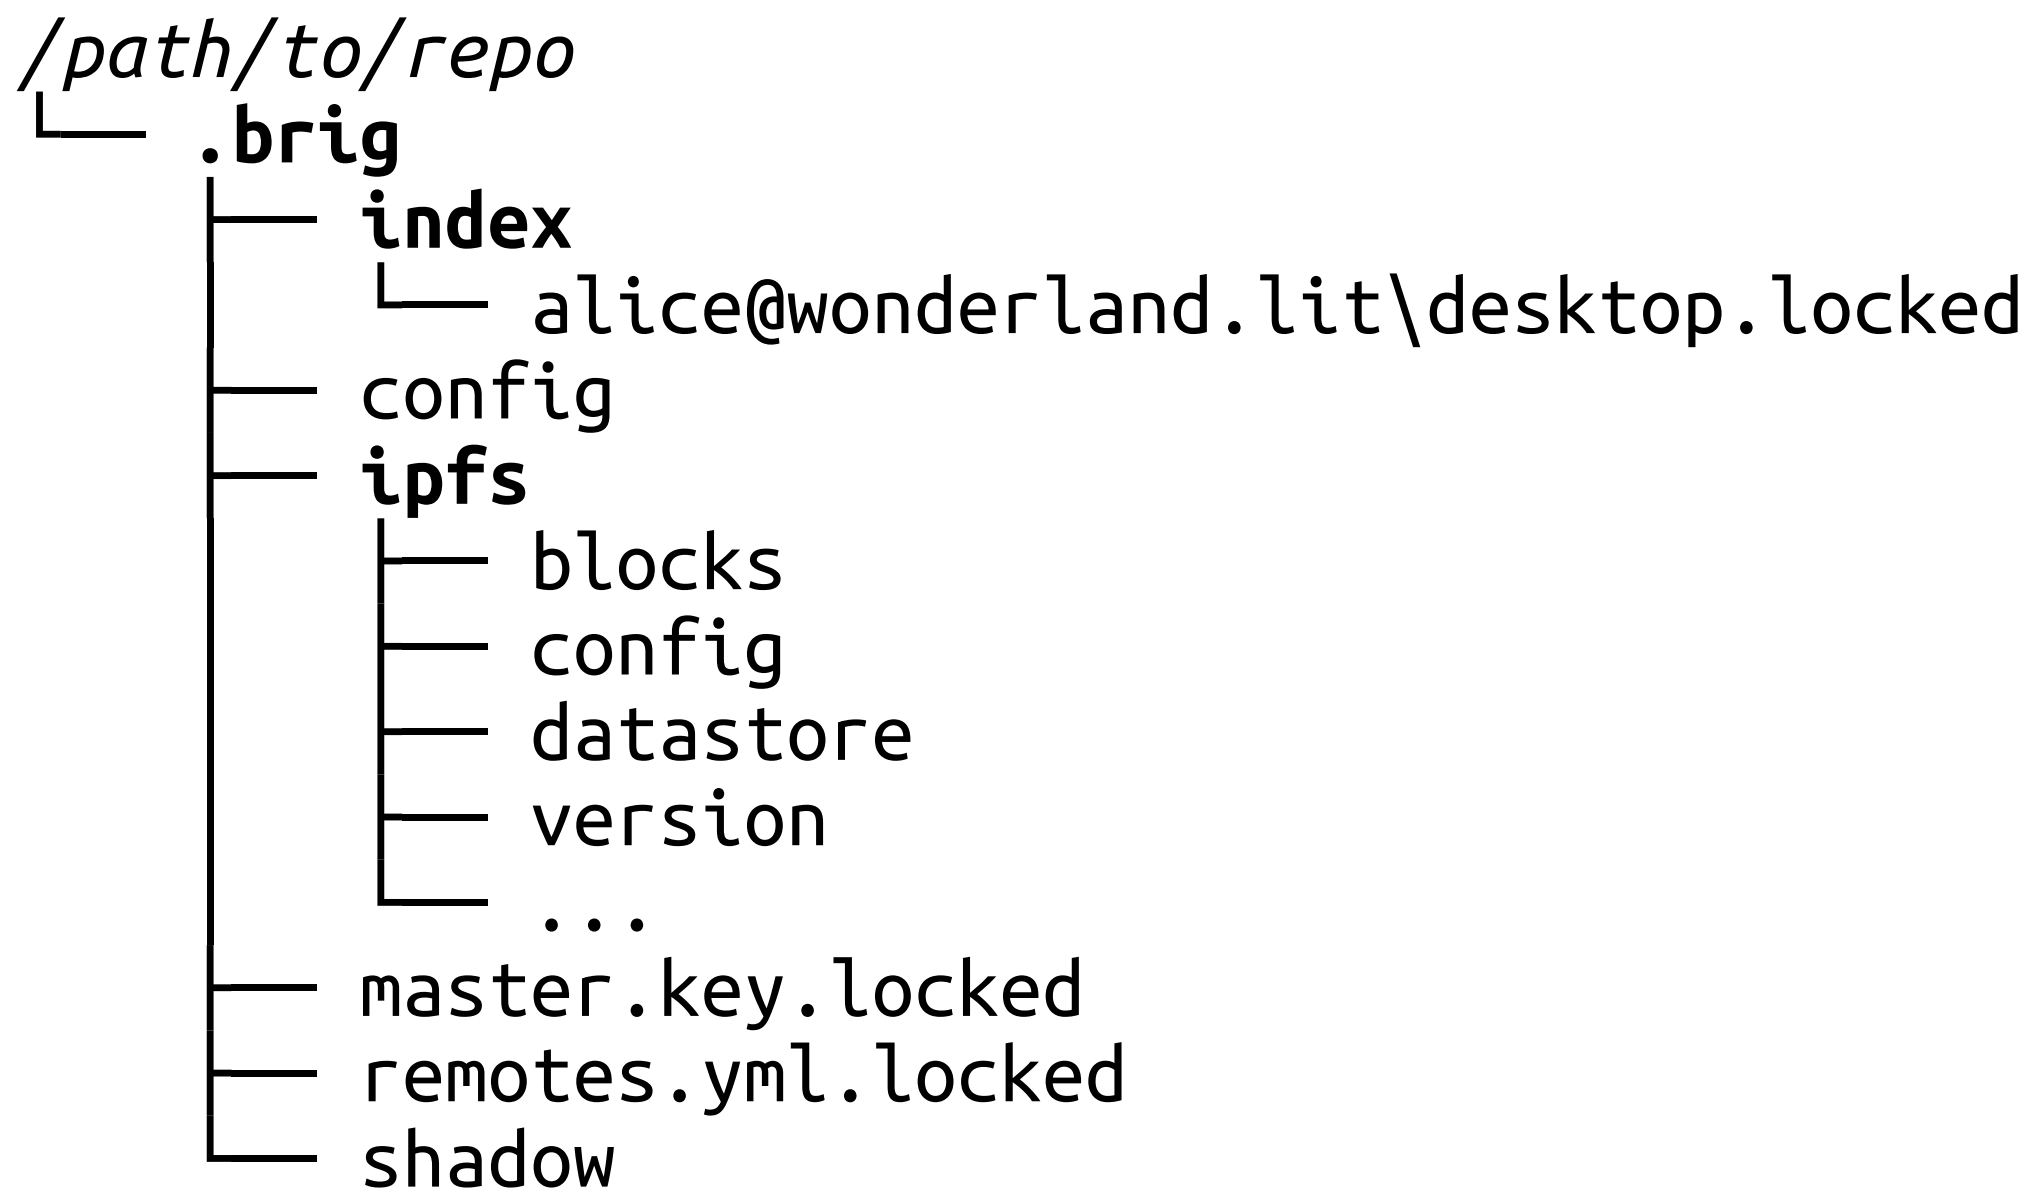 /path/to/repo
.brig
index
alice@wonderland.lit\desktop.locked
config
ipfs
blocks
config
datastore
version
...
master.key.locked
remotes.yml.locked
shadow